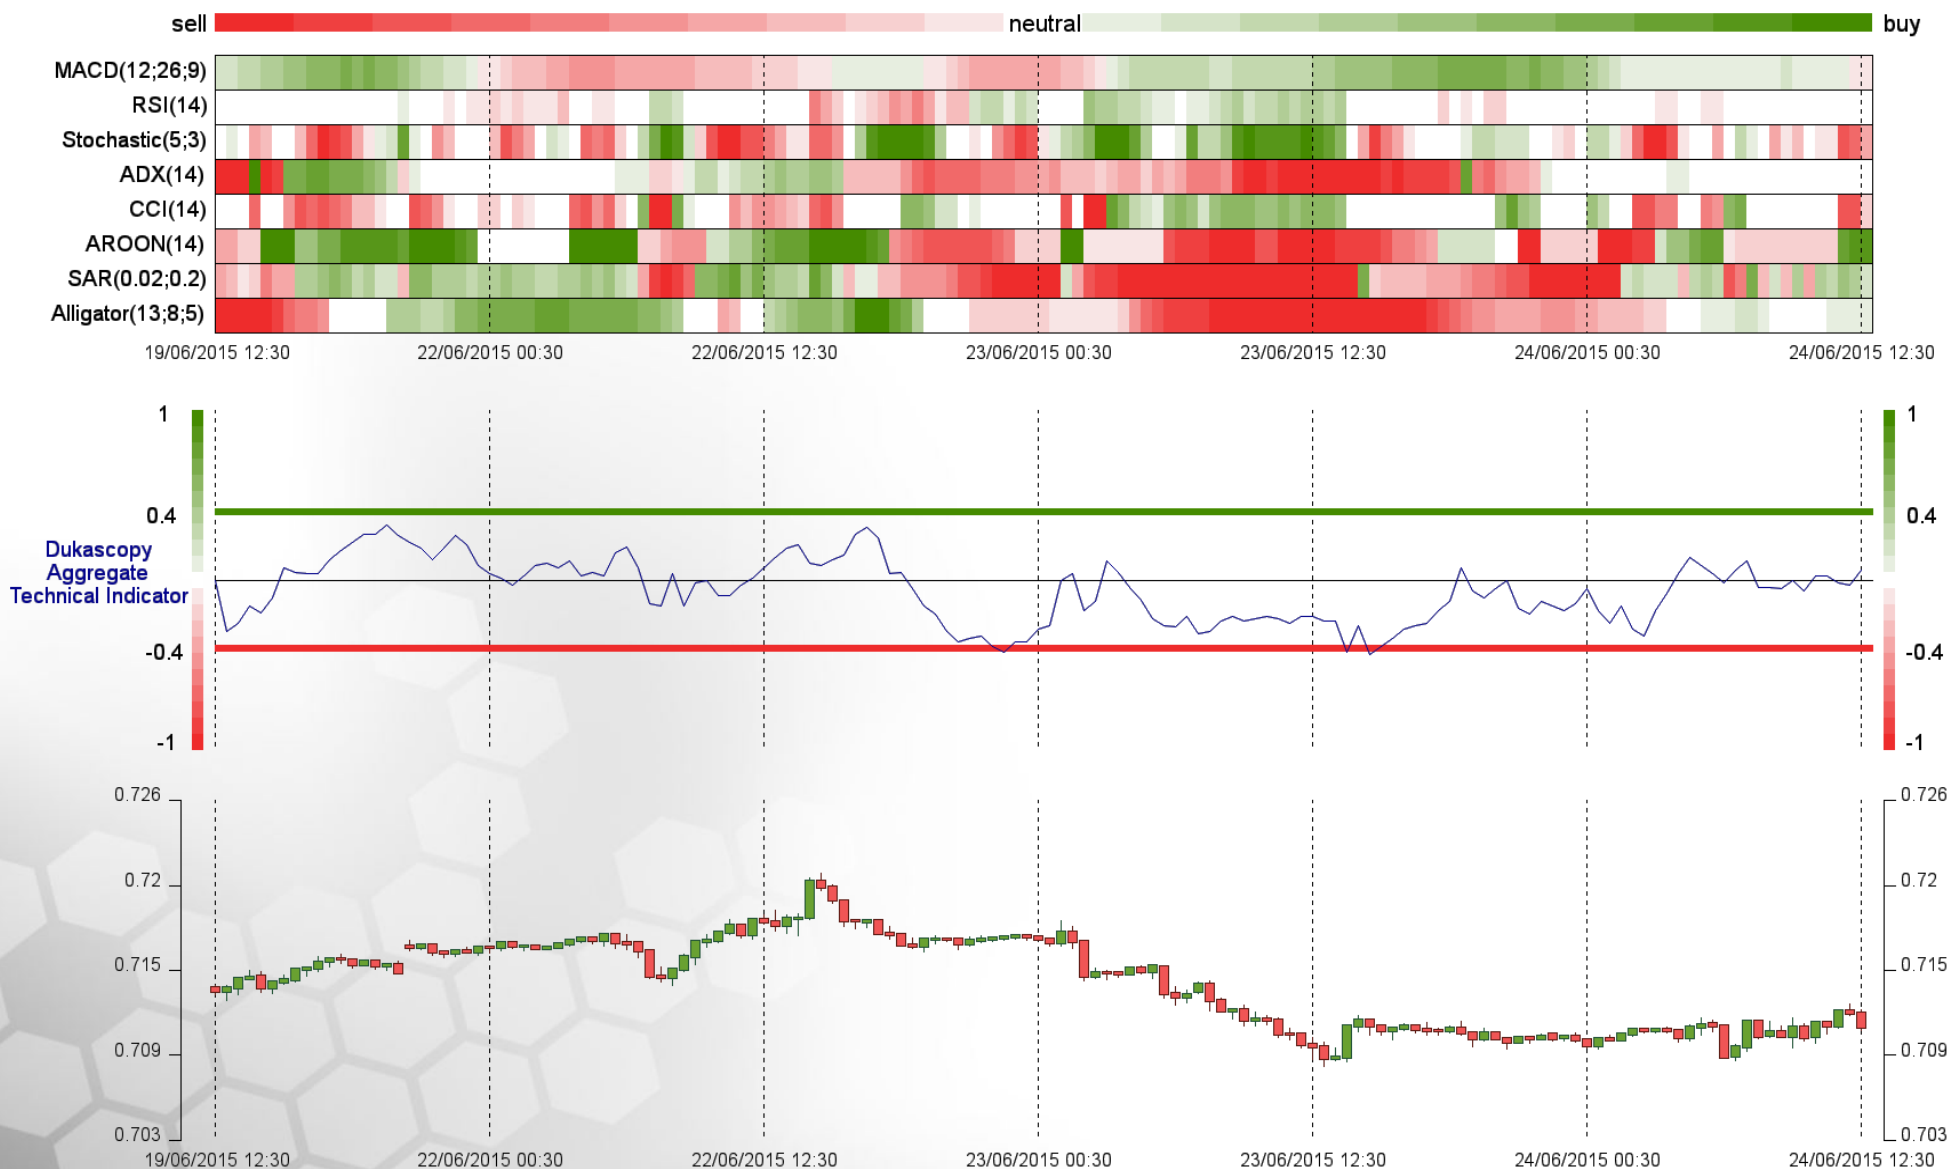 sell neutral buy
MACD(12;26;9)
RSI(14)
Stochastic(5;3)
ADX(14)
CCI(14)
AROON(14)
SAR(0.02;0.2)
Alligator(13;8;5)
19/06/2015 12:30 22/06/2015 00:30 22/06/2015 12:30 23/06/2015 00:30 23/06/2015 12:30 24/06/2015 00:30 24/06/2015 12:30
1 1
0.4 0.4
Dukascopy
Aggregate
Technical Indicator
-0.4 -0.4
-1 -1
0.726 0.726
0.72 0.72
0.715 0.715
0.709 0.709
0.703 0.703
19/06/2015 12:30 22/06/2015 00:30 22/06/2015 12:30 23/06/2015 00:30 23/06/2015 12:30 24/06/2015 00:30 24/06/2015 12:30